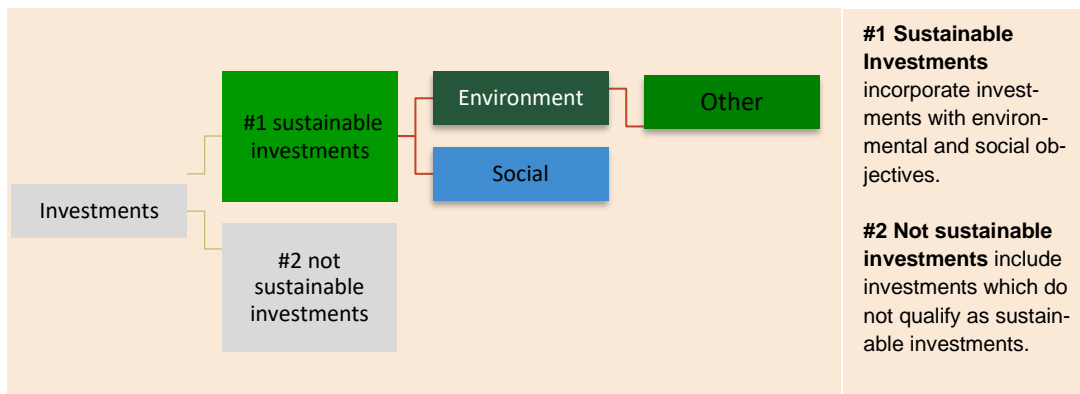 Investments
#1 sustainable
investments
#2 not
sustainable
investments
Environment
Social
Other
#1 Sustainable
Investments
incorporate invest-
ments with environ-
mental and social ob-
jectives.
#2 Not sustainable
investments include
investments which do
not qualify as sustain-
able investments.